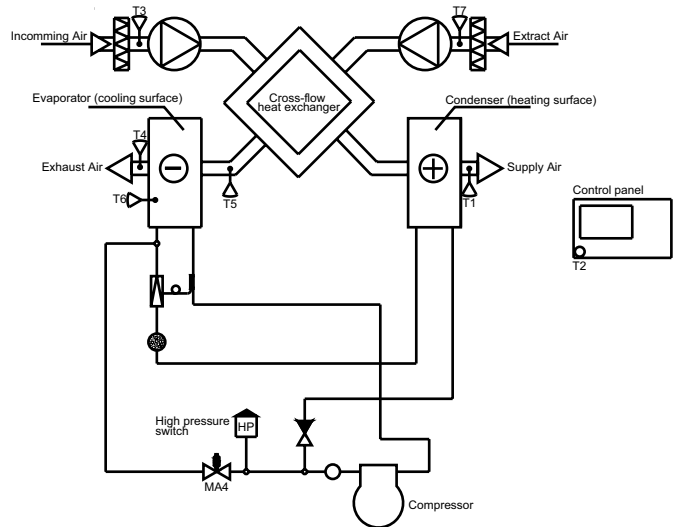 T3
T7
Incomming Air
Extract Air
Cross-flow
heat exchanger
Evaporator (cooling surface)
Condenser (heating surface)
T4
Exhaust Air
Supply Air
T6
T5
T1
Control panel
T2
High pressure
switch
HP
MA4
Compressor